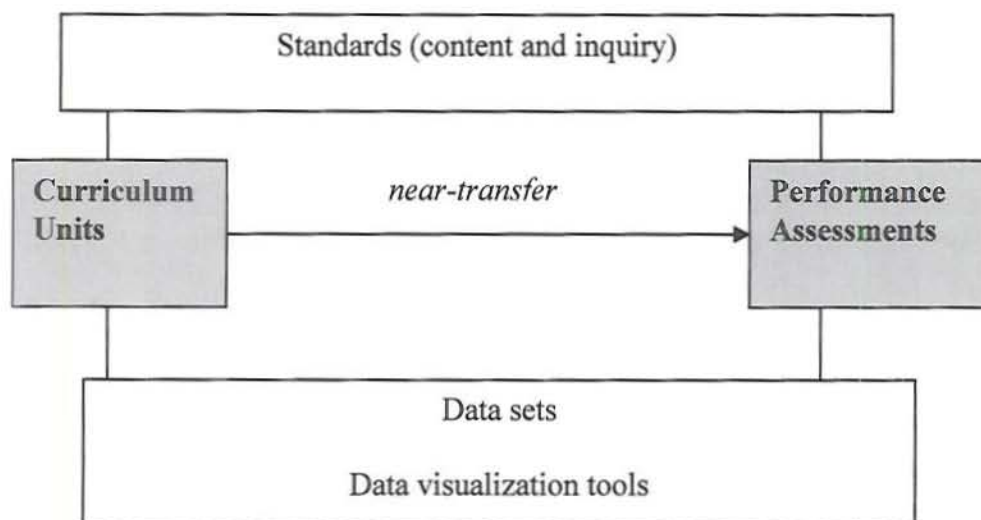 Standards (content and inquiry)
Curriculum
Units
near-transfer
Performance
Assessments
Data sets
Data visualization tools